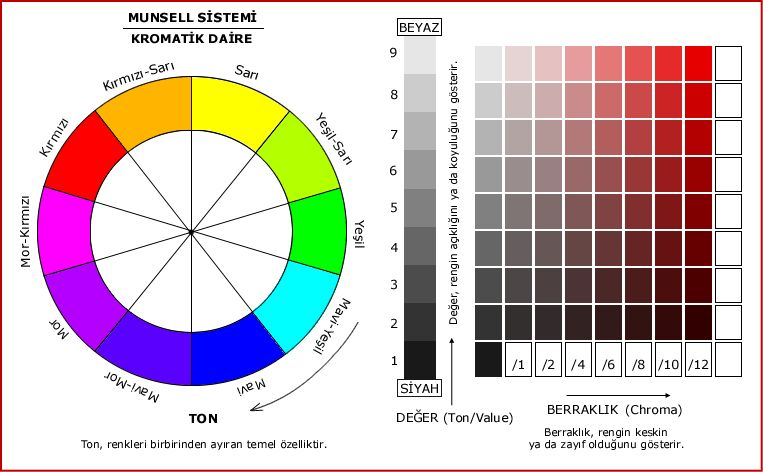 MUNSELL SİSTEMİ
KROMATİK DAİRE
Kırmızı-Sarı
Sarı
Yeşil-Sarı
Yeşil
Mavi-Yeşil
Mavi
Mavi-Mor
Mor
Mor-Kırmızı
Kırmızı
TON
Ton, renkleri birbirinden ayıran temel özelliktir.
BEYAZ
9
8
7
6
5
4
3
2
1
SİYAH
DEĞER (Ton/Value)
Değer, rengin açıklığını ya da koyuluğunu gösterir.
/1 /2 /4 /6 /8 /10 /12
BERRAKLIK (Chroma)
Berraklık, rengin keskin
ya da zayıf olduğunu gösterir.